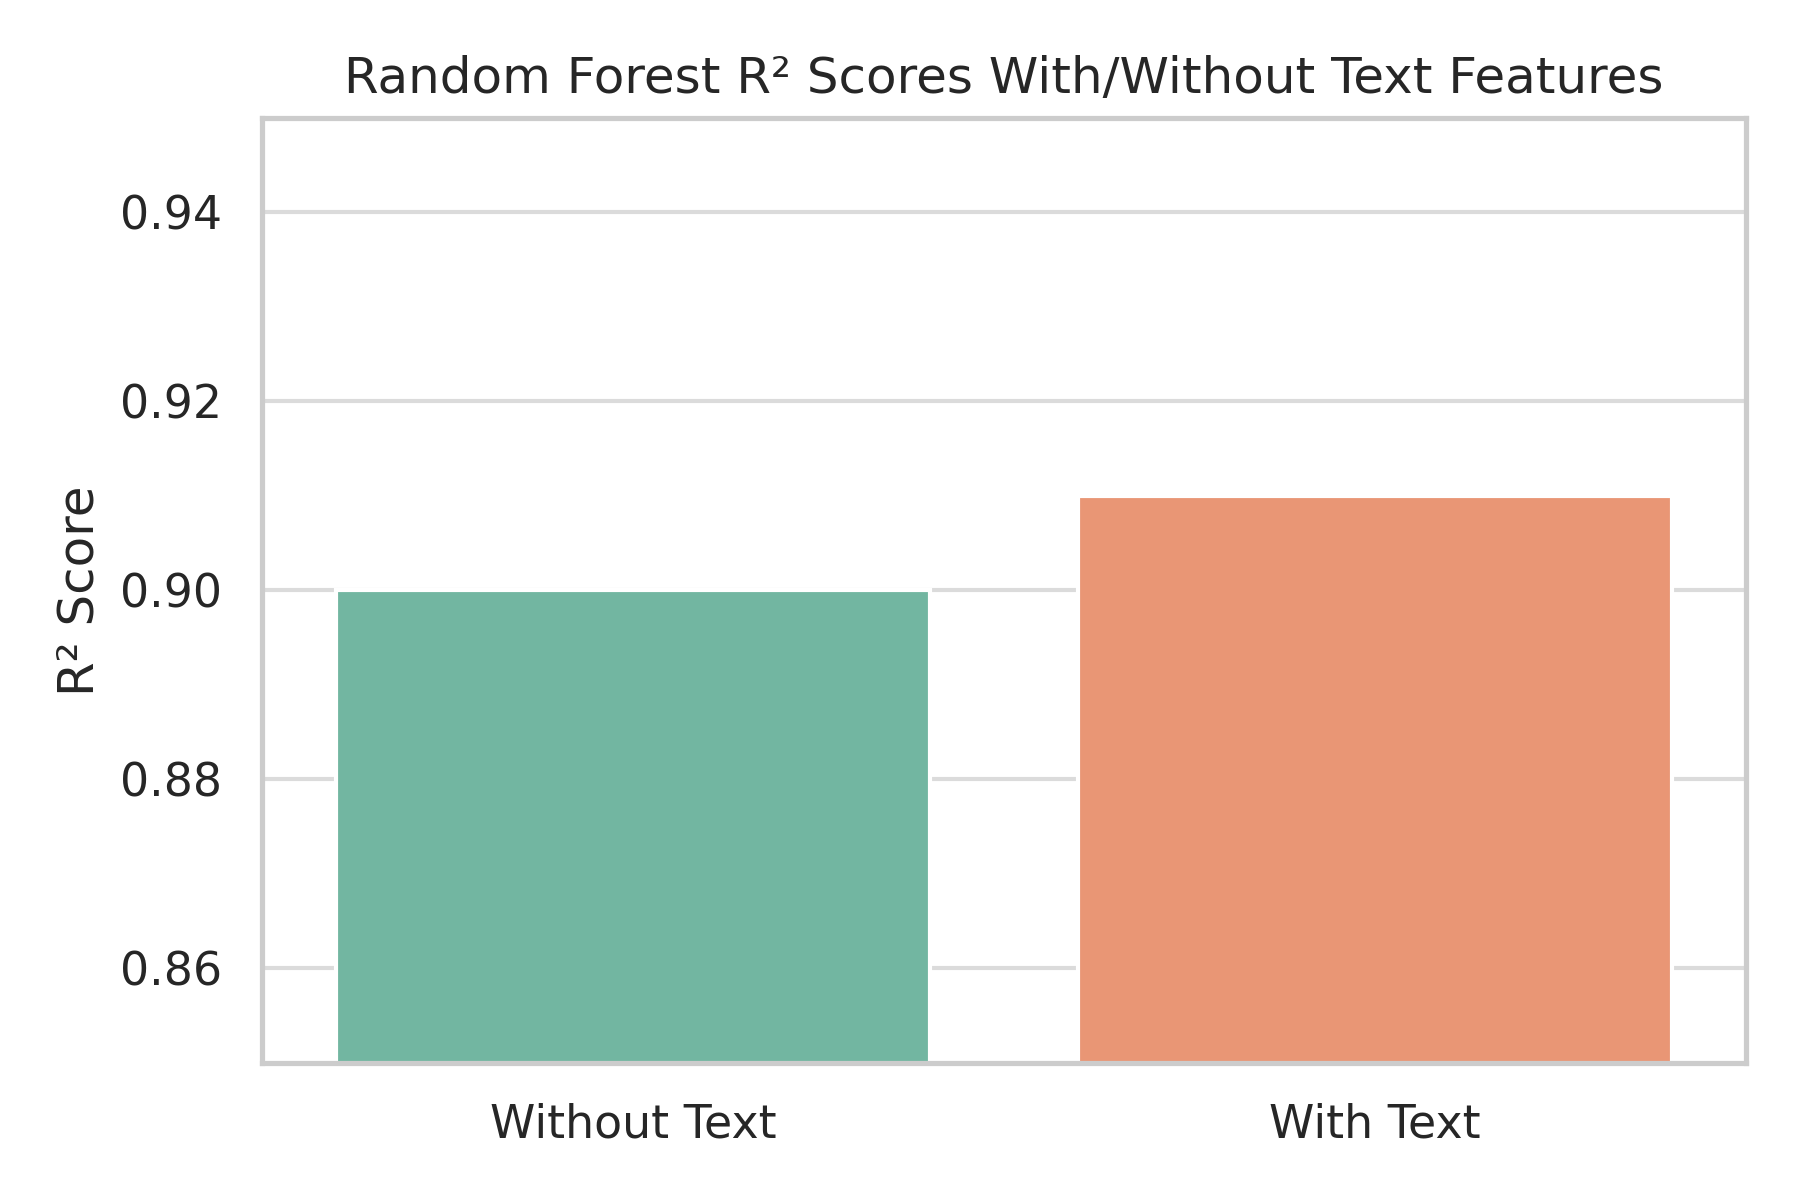 Random Forest R² Scores With/Without Text Features
0.94
0.92
0.90
0.88
0.86
R² Score
Without Text
With Text